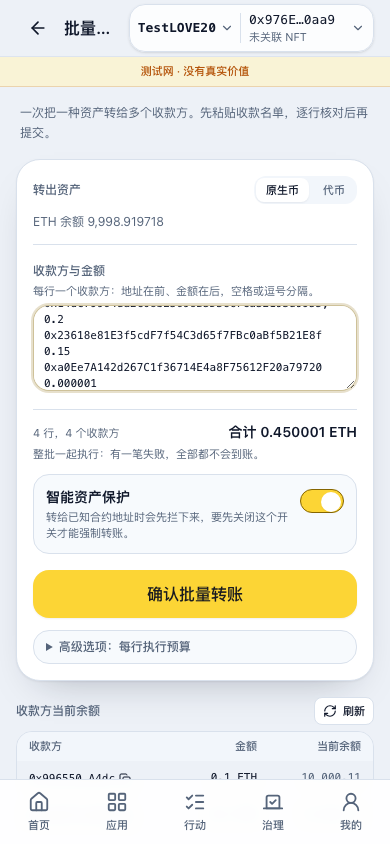 批量...
TestLOVE20
0x976E…0aa9
未关联 NFT
测试网 · 没有真实价值
一次把一种资产转给多个收款方。先粘贴收款名单，逐行核对后再
提交。
转出资产
原生币
代币
ETH 余额 9,998.919718
收款方与金额
每行一个收款方：地址在前、金额在后，空格或逗号分隔。
0.2
0x23618e81E3f5cdF7f54C3d65f7FBc0aBf5B21E8f
0.15
0xa0Ee7A142d267C1f36714E4a8F75612F20a79720
0.000001
4 行，4 个收款方
合计 0.450001 ETH
整批一起执行：有一笔失败，全部都不会到账。
智能资产保护
转给已知合约地址时会先拦下来，要先关闭这个开
关才能强制转账。
确认批量转账
▶ 高级选项：每行执行预算
收款方当前余额
刷新
收款方
金额
当前余额
0x996550…A4dc
0.1 ETH
10,000.11
首页
应用
行动
治理
我的